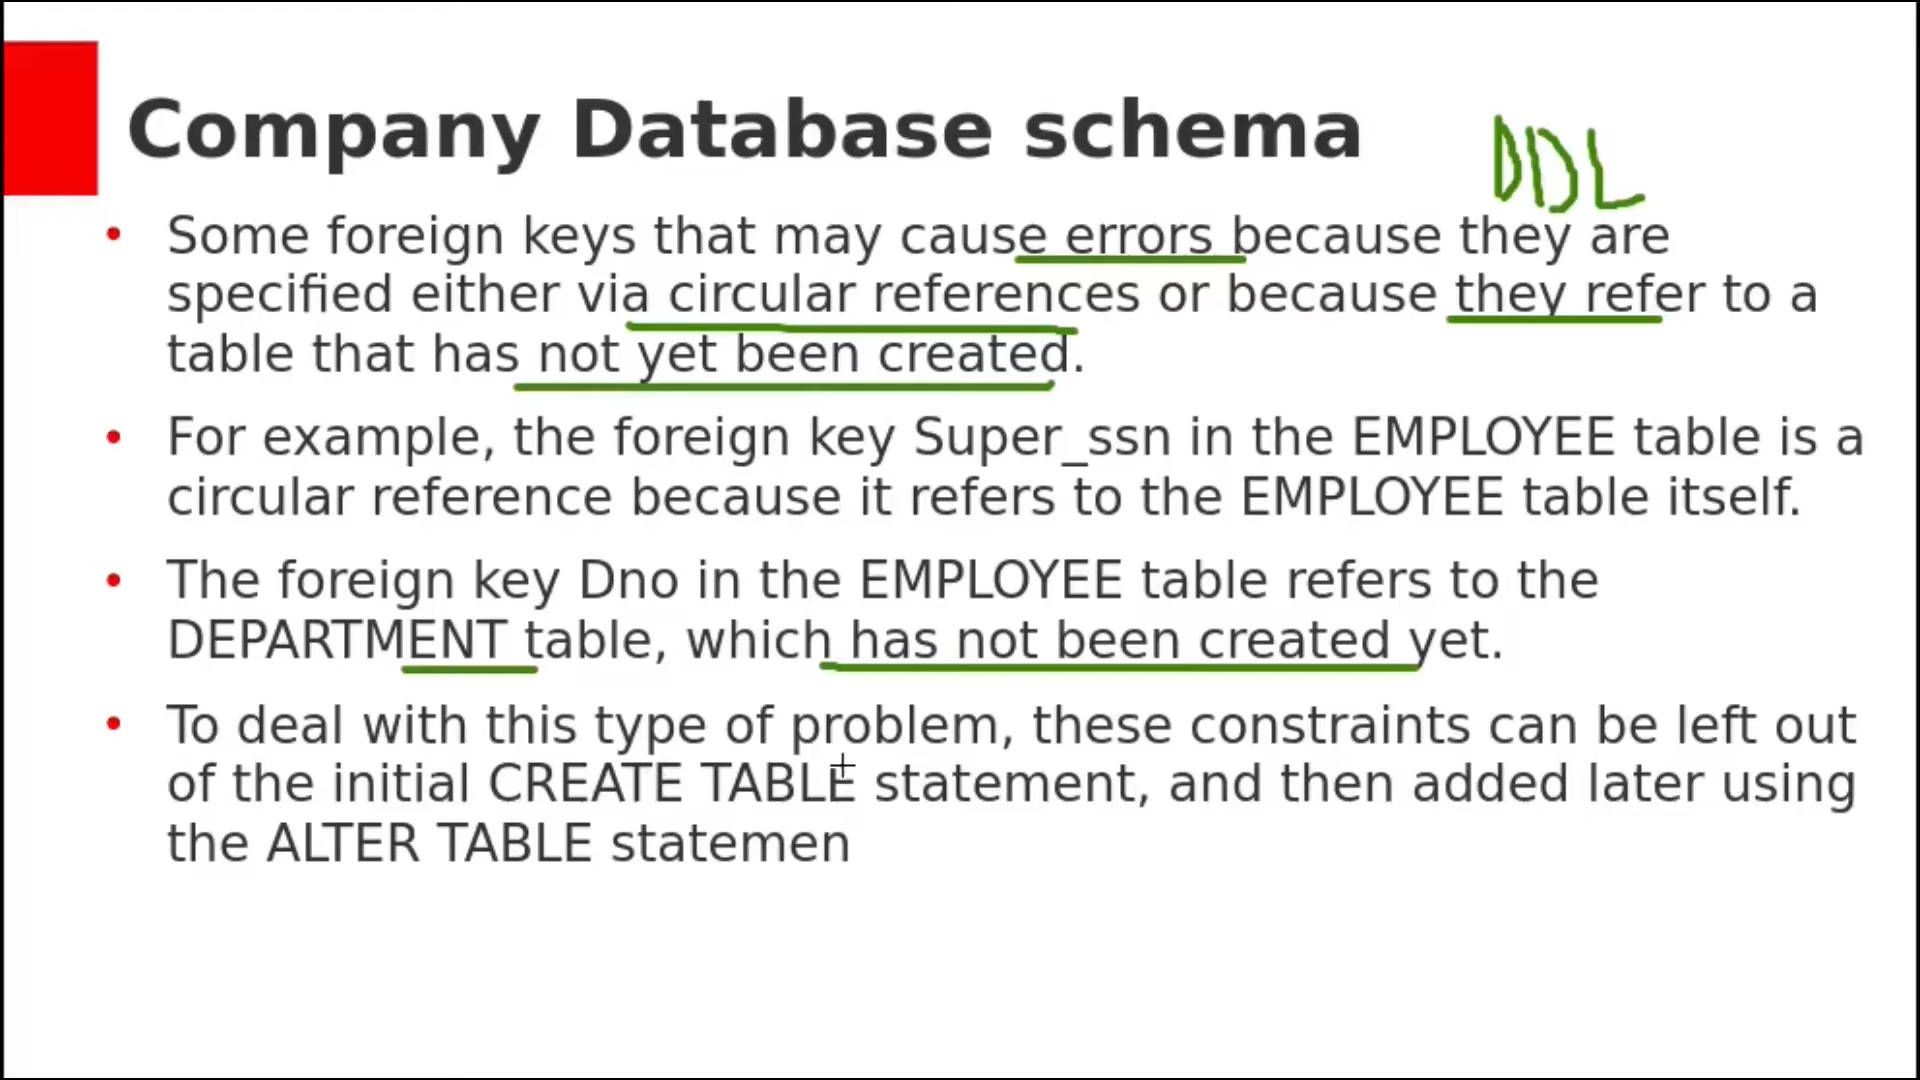 Company Database schema
DDL
• Some foreign keys that may cause errors because they are
specified either via circular references or because they refer to a
table that has not yet been created.
• For example, the foreign key Super_ssn in the EMPLOYEE table is a
circular reference because it refers to the EMPLOYEE table itself.
• The foreign key Dno in the EMPLOYEE table refers to the
DEPARTMENT table, which has not been created yet.
• To deal with this type of problem, these constraints can be left out
of the initial CREATE TABLE statement, and then added later using
the ALTER TABLE statemen